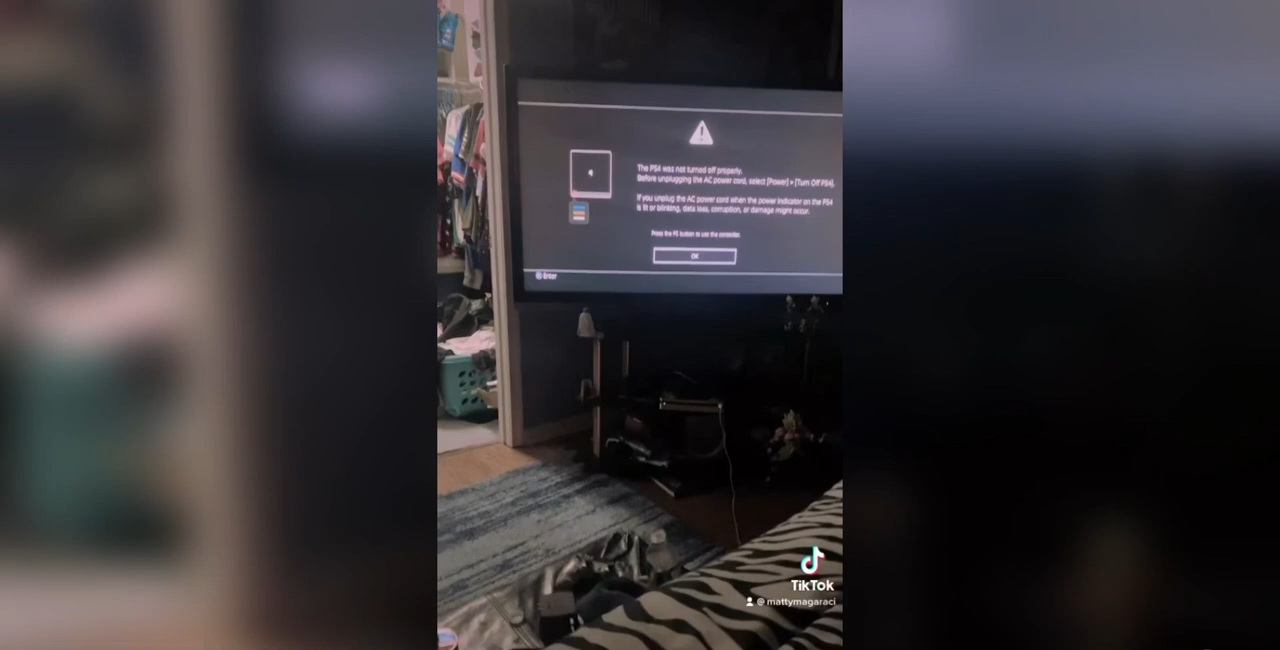 The PS4 was not turned off properly.
Before unplugging the AC power cord, select [Power] > [Turn Off PS4].
If you unplug the AC power cord when the power indicator on the PS4
is lit or blinking, data loss, corruption, or damage might occur.
Press the PS button to use the controller.
OK
Enter
TikTok
@mattymagaraci